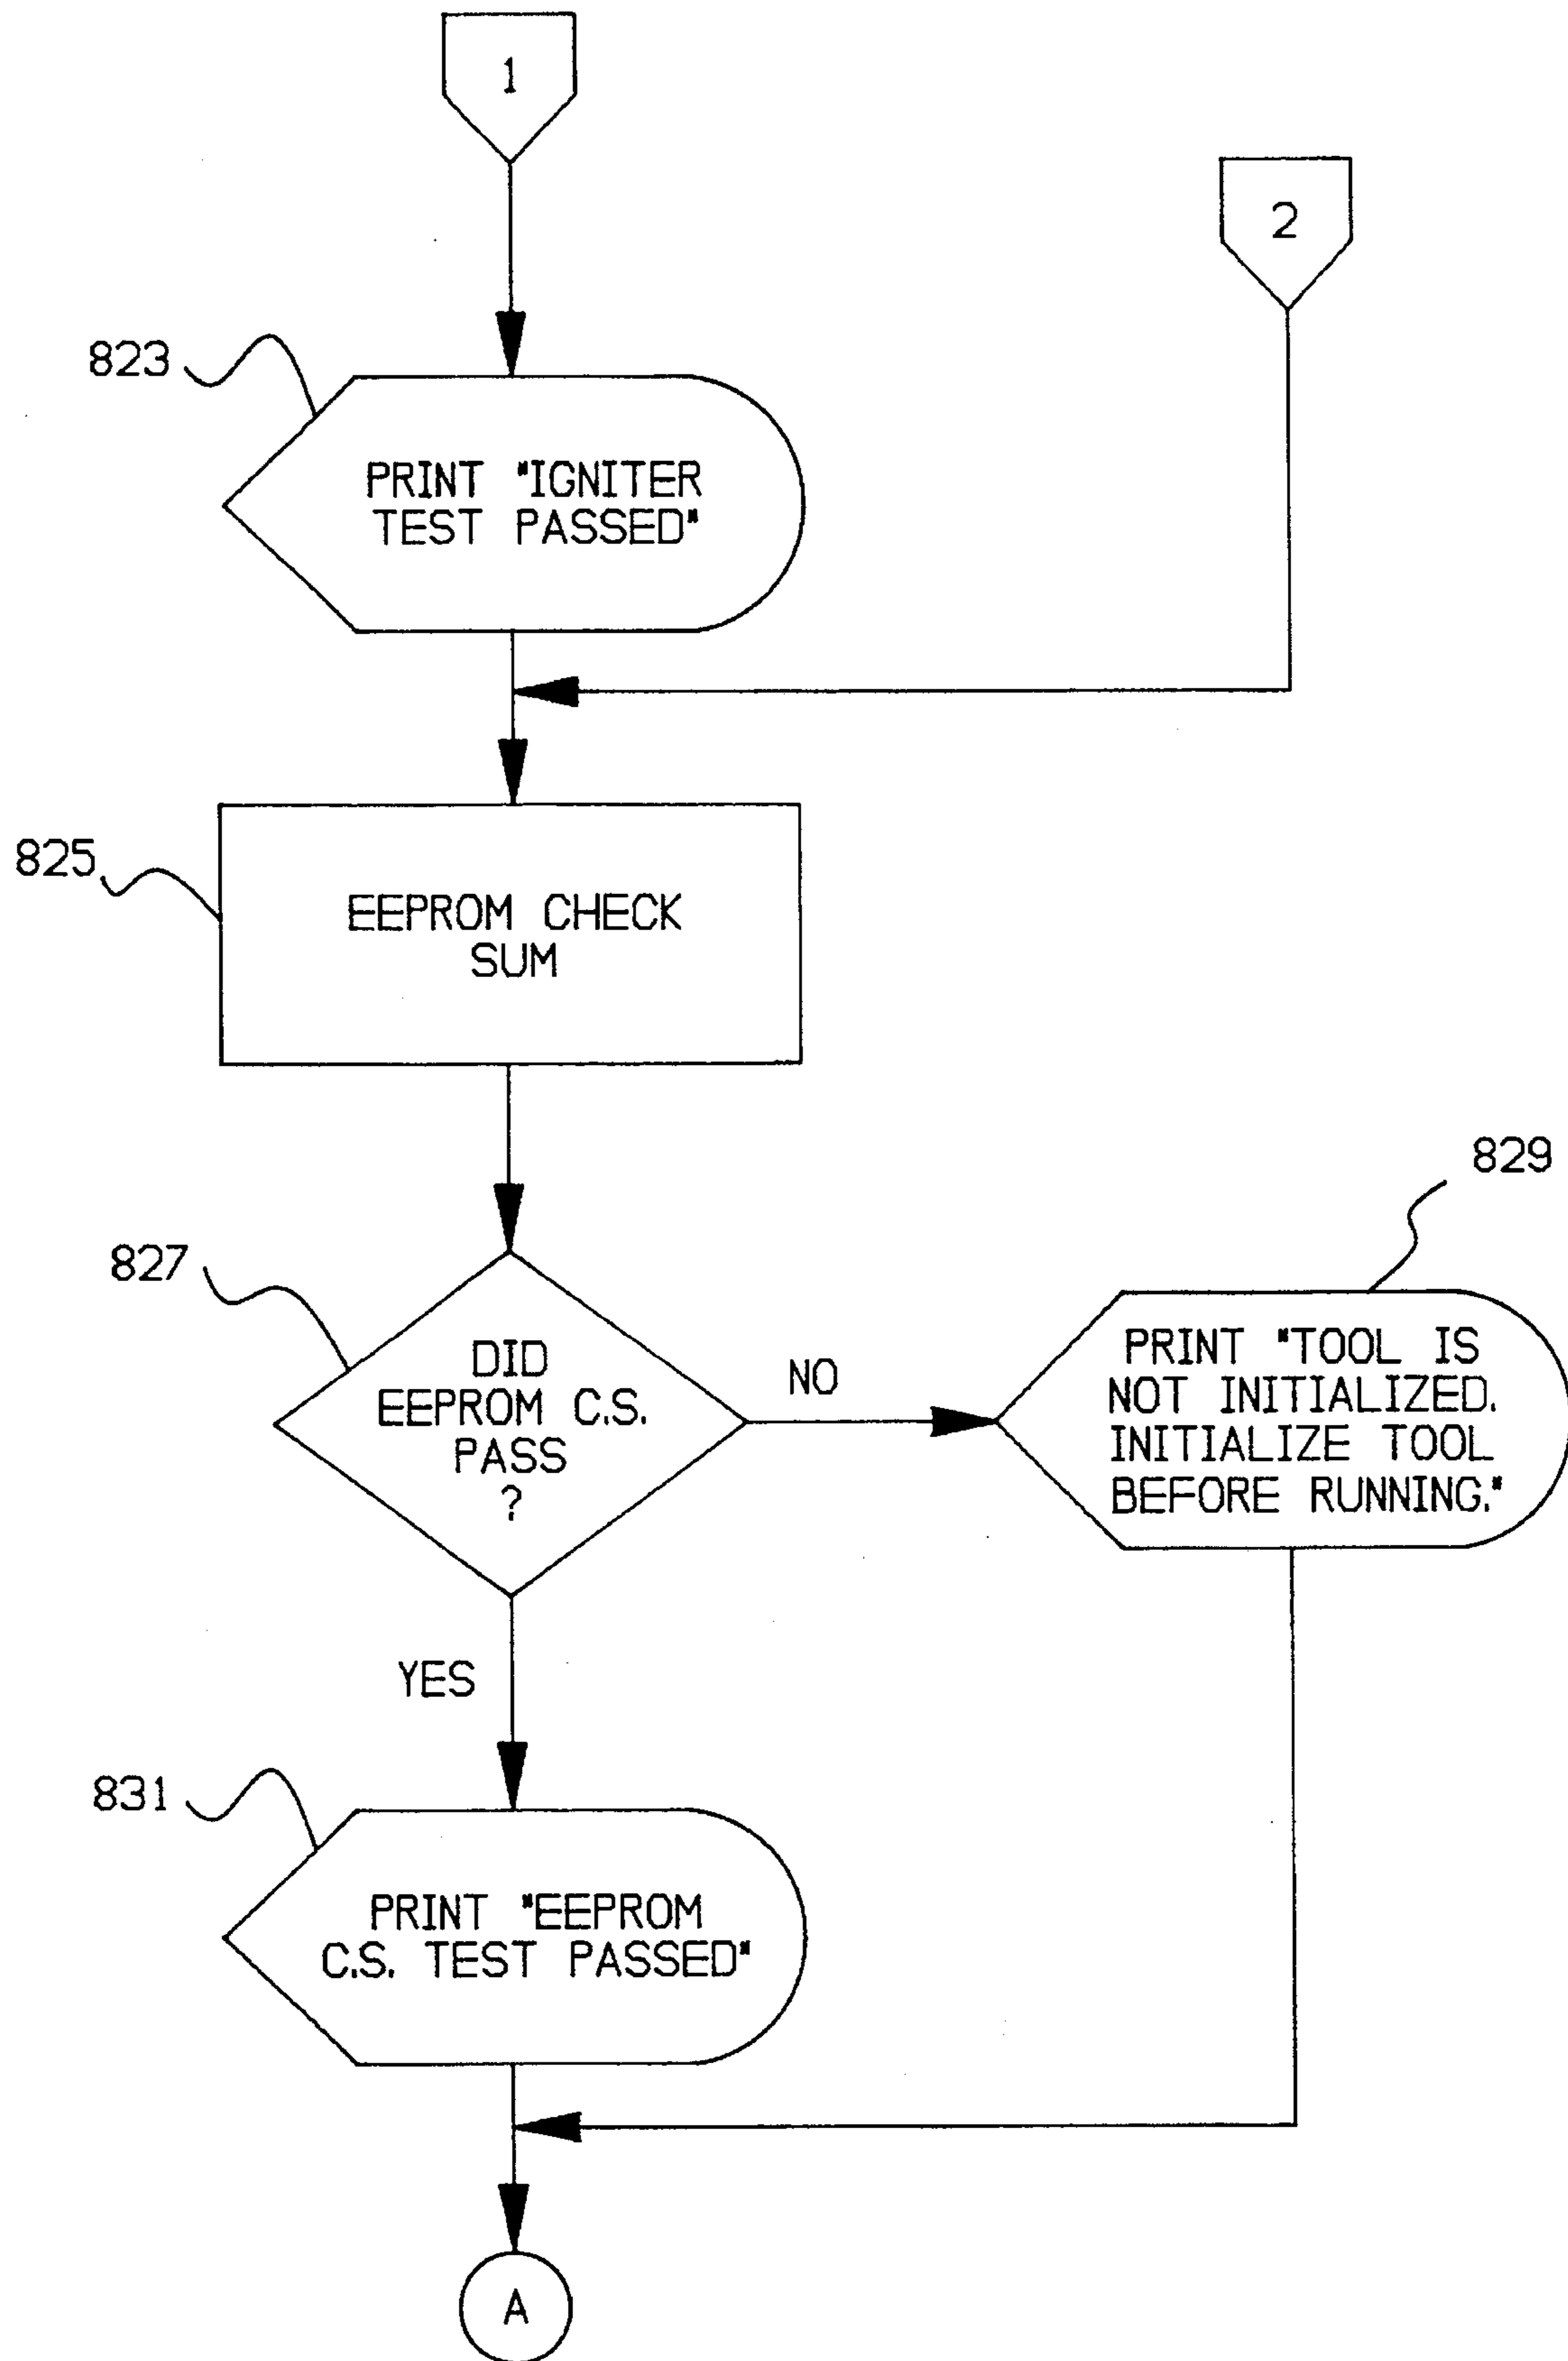 1
2
823
PRINT "IGNITER
TEST PASSED"
825
EEPROM CHECK
SUM
827
DID
EEPROM C.S.
PASS
?
NO
829
PRINT "TOOL IS
NOT INITIALIZED.
INITIALIZE TOOL
BEFORE RUNNING."
YES
831
PRINT "EEPROM
C.S. TEST PASSED"
A